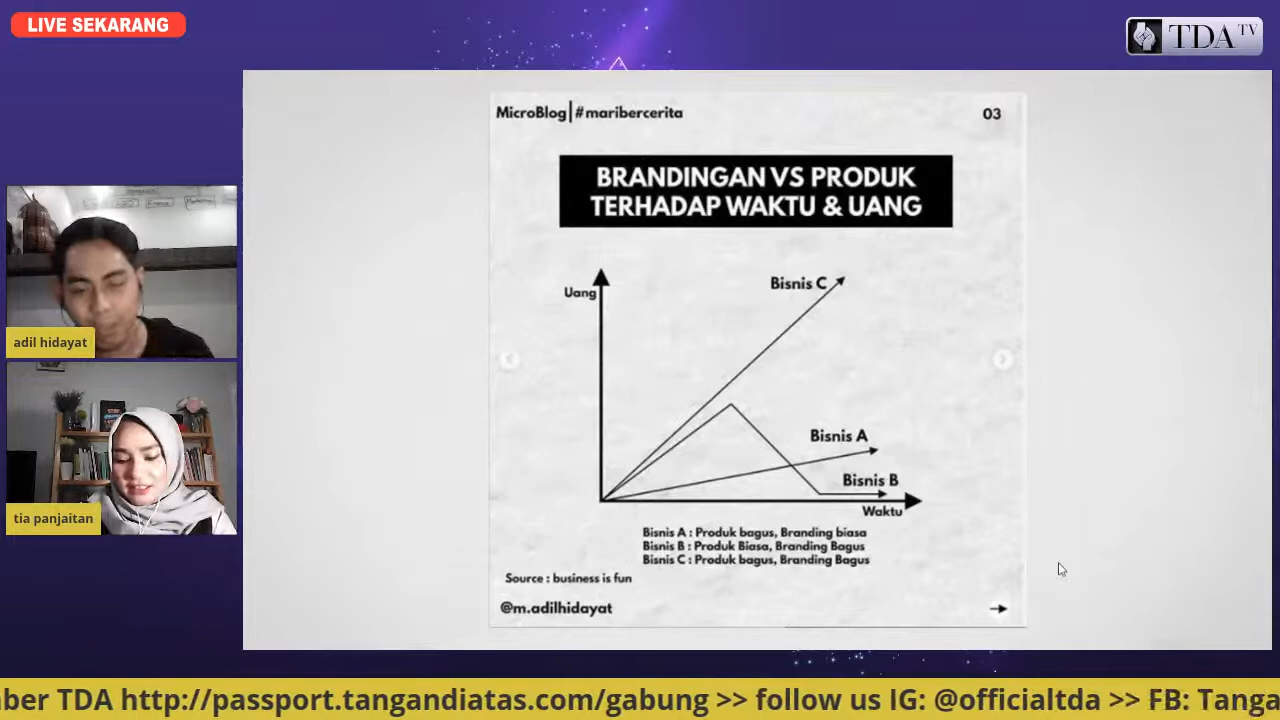 LIVE SEKARANG
TDA TV
MicroBlog|#maribercerita
03
BRANDINGAN VS PRODUK
TERHADAP WAKTU & UANG
Uang
Bisnis C
Bisnis A
Bisnis B
Waktu
Bisnis A : Produk bagus, Branding biasa
Bisnis B : Produk Biasa, Branding Bagus
Bisnis C : Produk bagus, Branding Bagus
Source : business is fun
@m.adilhidayat
adil hidayat
tia panjaitan
ber TDA http://passport.tangandiatas.com/gabung >> follow us IG: @officialtda >> FB: Tanga